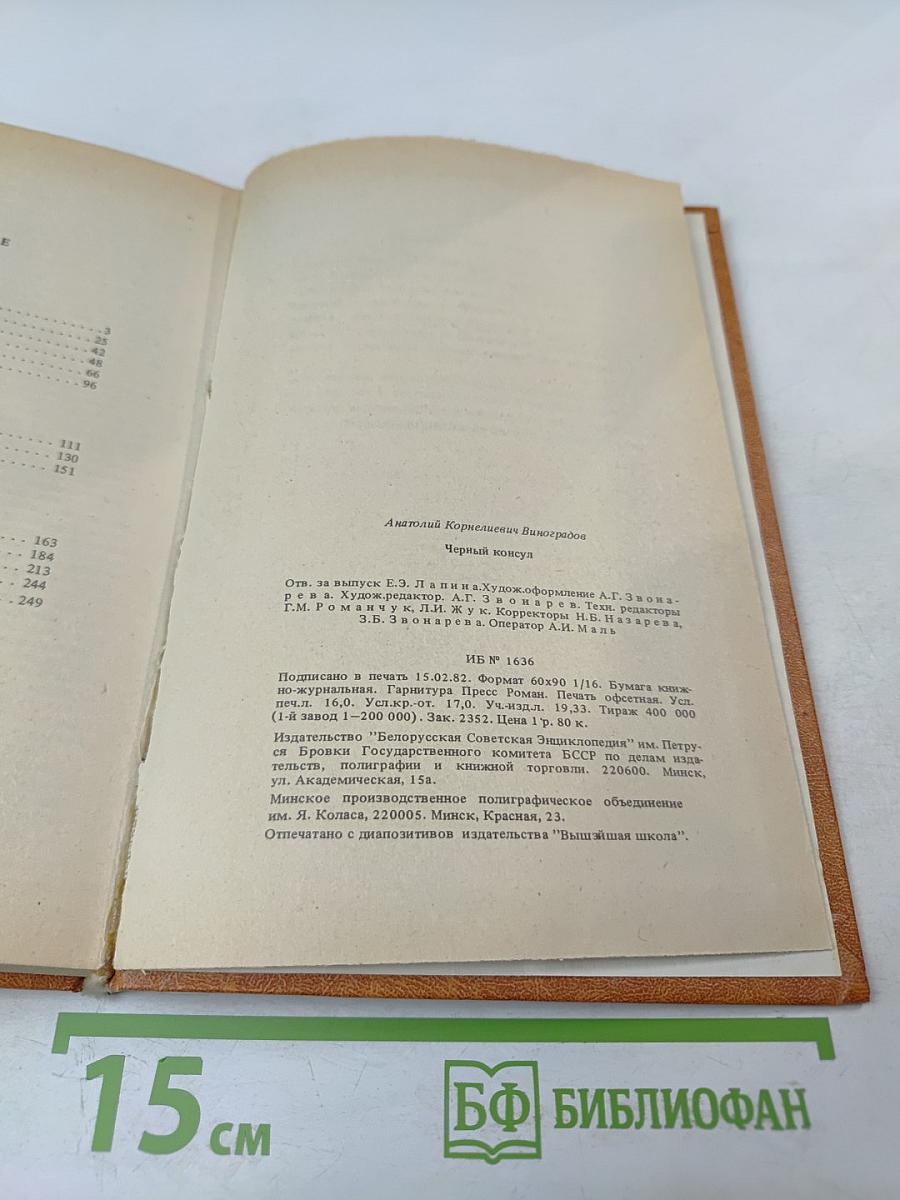 Е
. . . . . . . . . . . . . . . 3
. . . . . . . . . . . . . . . 25
. . . . . . . . . . . . . . . 42
. . . . . . . . . . . . . . . 48
. . . . . . . . . . . . . . . 66
. . . . . . . . . . . . . . . 96
. . . . . 111
. . . . . 130
. . . . . 151
. . . . 163
. . . . 184
. . . . 213
. . . . 244
. . 249
Анатолий Корнелиевич Виноградов
Черный консул
Отв. за выпуск Е.Э. Лапина.Худож.оформление А.Г. Звона-
рева. Худож.редактор. А.Г. Звонарев. Техн. редакторы
Г.М. Романчук, Л.И. Жук. Корректоры Н.Б. Назарева,
З.Б. Звонарева. Оператор А.И. Маль
ИБ № 1636
Подписано в печать 15.02.82. Формат 60х90 1/16. Бумага книж-
но-журнальная. Гарнитура Пресс Роман. Печать офсетная. Усл.
печ.л. 16,0. Усл.кр.-от. 17,0. Уч.-изд.л. 19,33. Тираж 400 000
(1-й завод 1—200 000). Зак. 2352. Цена 1 р. 80 к.
Издательство "Белорусская Советская Энциклопедия" им. Петру-
ся Бровки Государственного комитета БССР по делам изда-
тельств, полиграфии и книжной торговли. 220600. Минск,
ул. Академическая, 15а.
Минское производственное полиграфическое объединение
им. Я. Коласа, 220005. Минск, Красная, 23.
Отпечатано с диапозитивов издательства "Вышэйшая школа".
15 см
БФ БИБЛИОФАН